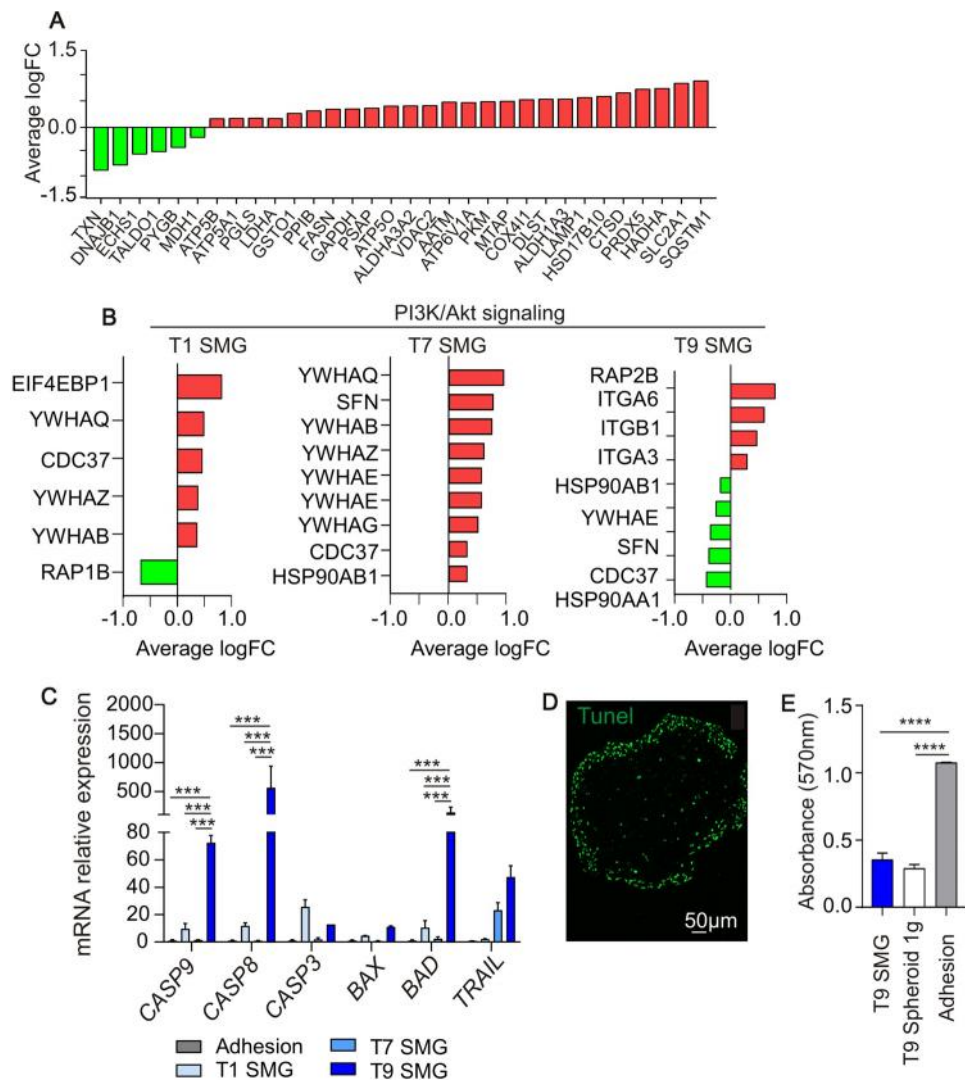 A
Average logFC
1.5
0.0
-1.5
TXN
DNAJB1
ECHS1
TALDO1
PYGB
MDH1
ATP5B
ATP5A1
PGLS
LDHA
GSTO1
PPIB
FASN
GAPDH
PSAP
ATP5O
ALDHA3A2
VDAC2
AATM
ATP6V1A
PKM
MTAP
COX4I1
DLST
ALDH1A3
LAMP1
HSD17B10
CTSD
PRDX5
HADHA
SLC2A1
SQSTM1
B
PI3K/Akt signaling
T1 SMG
EIF4EBP1
YWHAQ
CDC37
YWHAZ
YWHAB
RAP1B
-1.0 0.0 1.0
Average logFC
T7 SMG
YWHAQ
SFN
YWHAB
YWHAZ
YWHAE
YWHAE
YWHAG
CDC37
HSP90AB1
-1.0 0.0 1.0
Average logFC
T9 SMG
RAP2B
ITGA6
ITGB1
ITGA3
HSP90AB1
YWHAE
SFN
CDC37
HSP90AA1
-1.0 0.0 1.0
Average logFC
C
mRNA relative expression
2000
1500
1000
500
80
60
40
20
0
***
***
***
***
***
***
***
***
***
CASP9
CASP8
CASP3
BAX
BAD
TRAIL
Adhesion
T1 SMG
T7 SMG
T9 SMG
D
Tunel
50µm
E
Absorbance (570nm)
1.5
1.0
0.5
0.0
****
****
T9 SMG
T9 Spheroid 1g
Adhesion